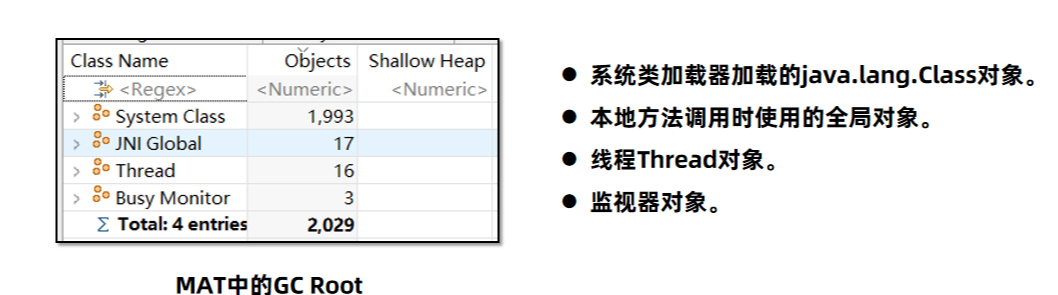 Class Name Objects Shallow Heap
<Regex> <Numeric> <Numeric>
System Class 1,993
JNI Global 17
Thread 16
Busy Monitor 3
Σ Total: 4 entries 2,029
MAT中的GC Root
● 系统类加载器加载的java.lang.Class对象。
● 本地方法调用时使用的全局对象。
● 线程Thread对象。
● 监视器对象。